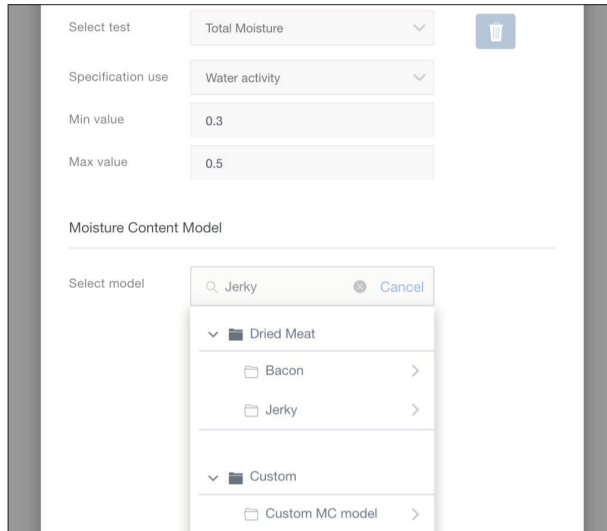 Select test Total Moisture
Specification use Water activity
Min value 0.3
Max value 0.5
Moisture Content Model
Select model Jerky Cancel
Dried Meat
Bacon
Jerky
Custom
Custom MC model